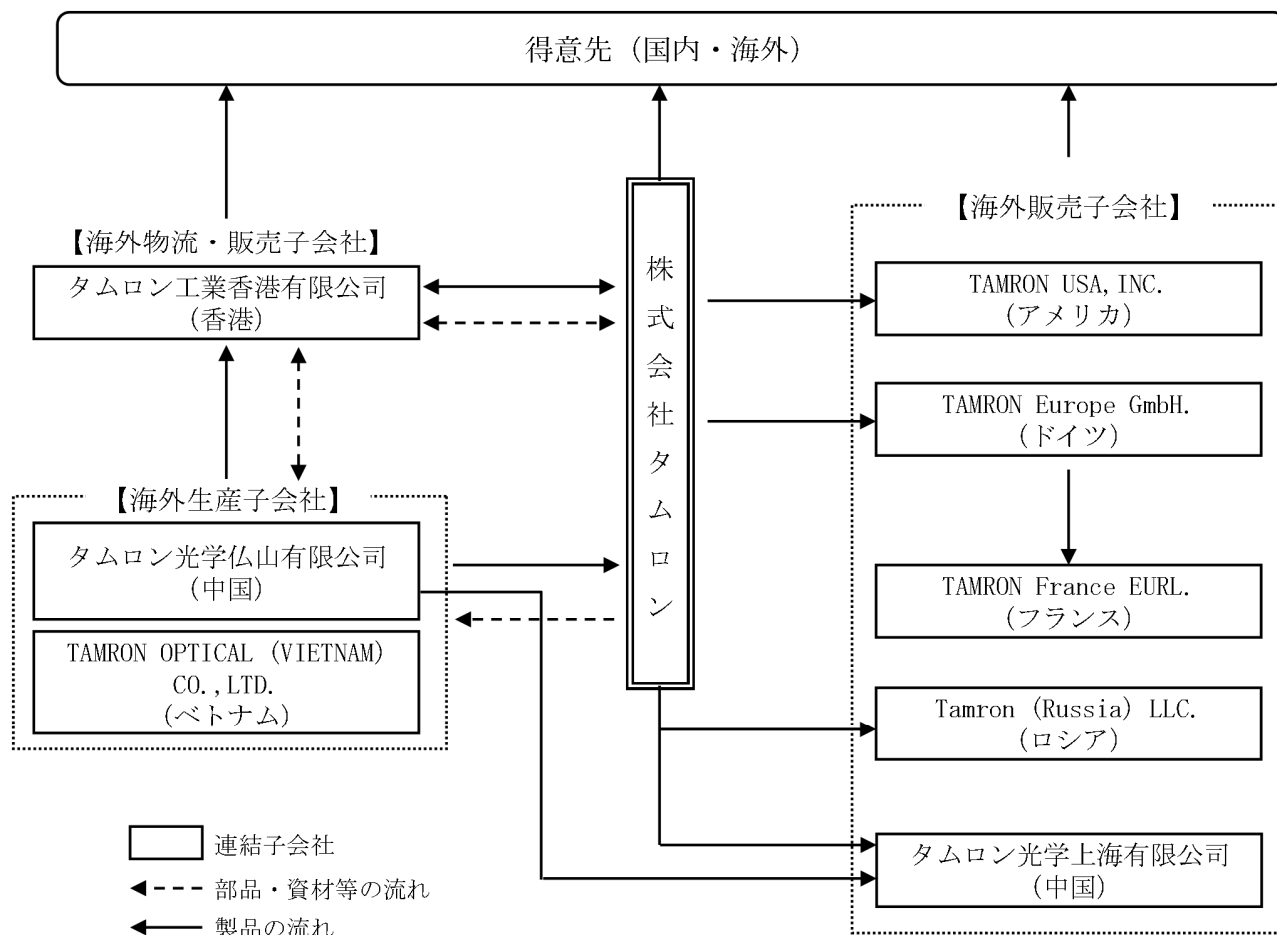 得意先（国内・海外）
【海外物流・販売子会社】
タムロン工業香港有限公司
（香港）
【海外生産子会社】
タムロン光学仏山有限公司
（中国）
TAMRON OPTICAL (VIETNAM)
CO.,LTD.
（ベトナム）
株式会社タムロン
【海外販売子会社】
TAMRON USA,INC.
（アメリカ）
TAMRON Europe GmbH.
（ドイツ）
TAMRON France EURL.
（フランス）
Tamron (Russia) LLC.
（ロシア）
タムロン光学上海有限公司
（中国）
連結子会社
部品・資材等の流れ
製品の流れ